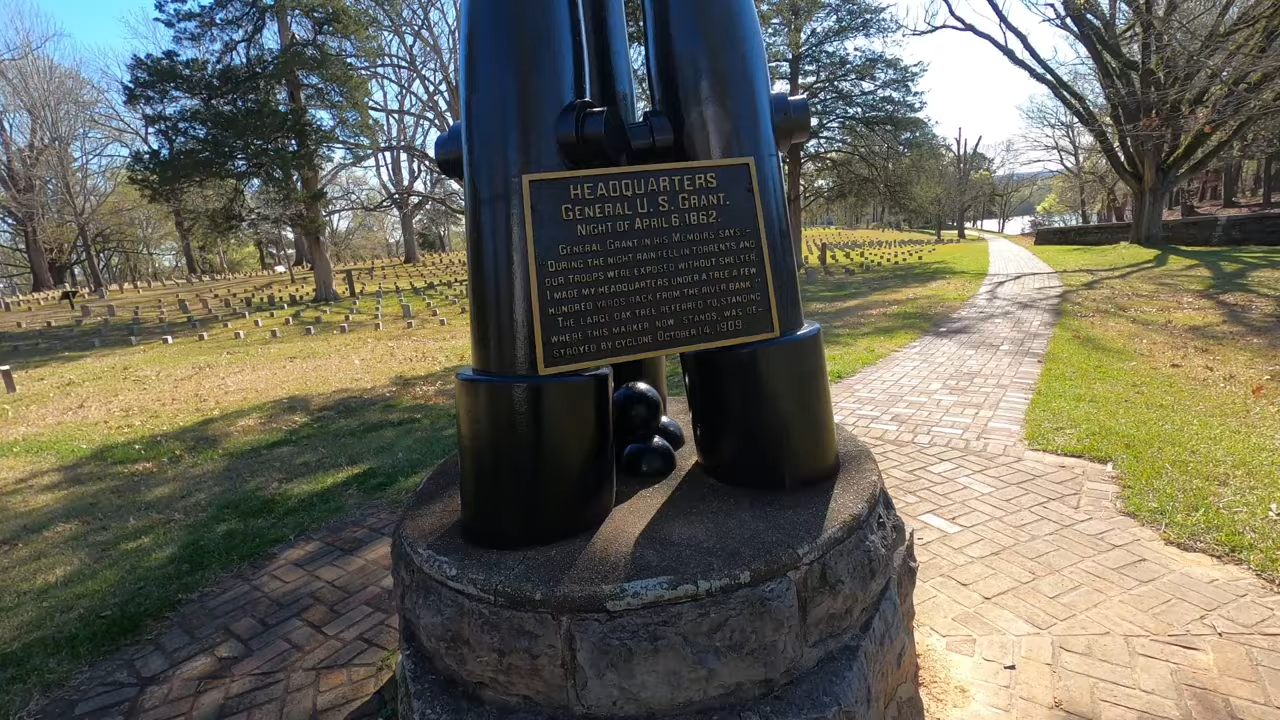 HEADQUARTERS
GENERAL U. S. GRANT.
NIGHT OF APRIL 6, 1862.
GENERAL GRANT IN HIS MEMOIRS SAYS:-
"DURING THE NIGHT RAIN FELL IN TORRENTS AND
OUR TROOPS WERE EXPOSED WITHOUT SHELTER.
I MADE MY HEADQUARTERS UNDER A TREE A FEW
HUNDRED YARDS BACK FROM THE RIVER BANK."
THE LARGE OAK TREE REFERRED TO, STANDING
WHERE THIS MARKER NOW STANDS, WAS DE-
STROYED BY CYCLONE OCTOBER 14, 1909